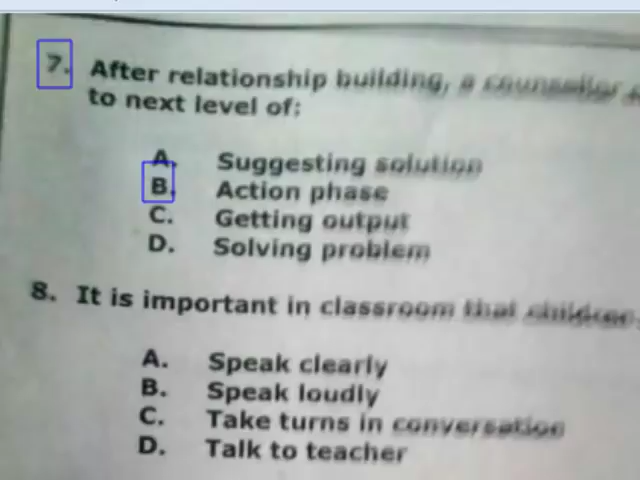 7. After relationship building, a counsellor
to next level of:
A. Suggesting solution
B. Action phase
C. Getting output
D. Solving problem
8. It is important in classroom that children
A. Speak clearly
B. Speak loudly
C. Take turns in conversation
D. Talk to teacher